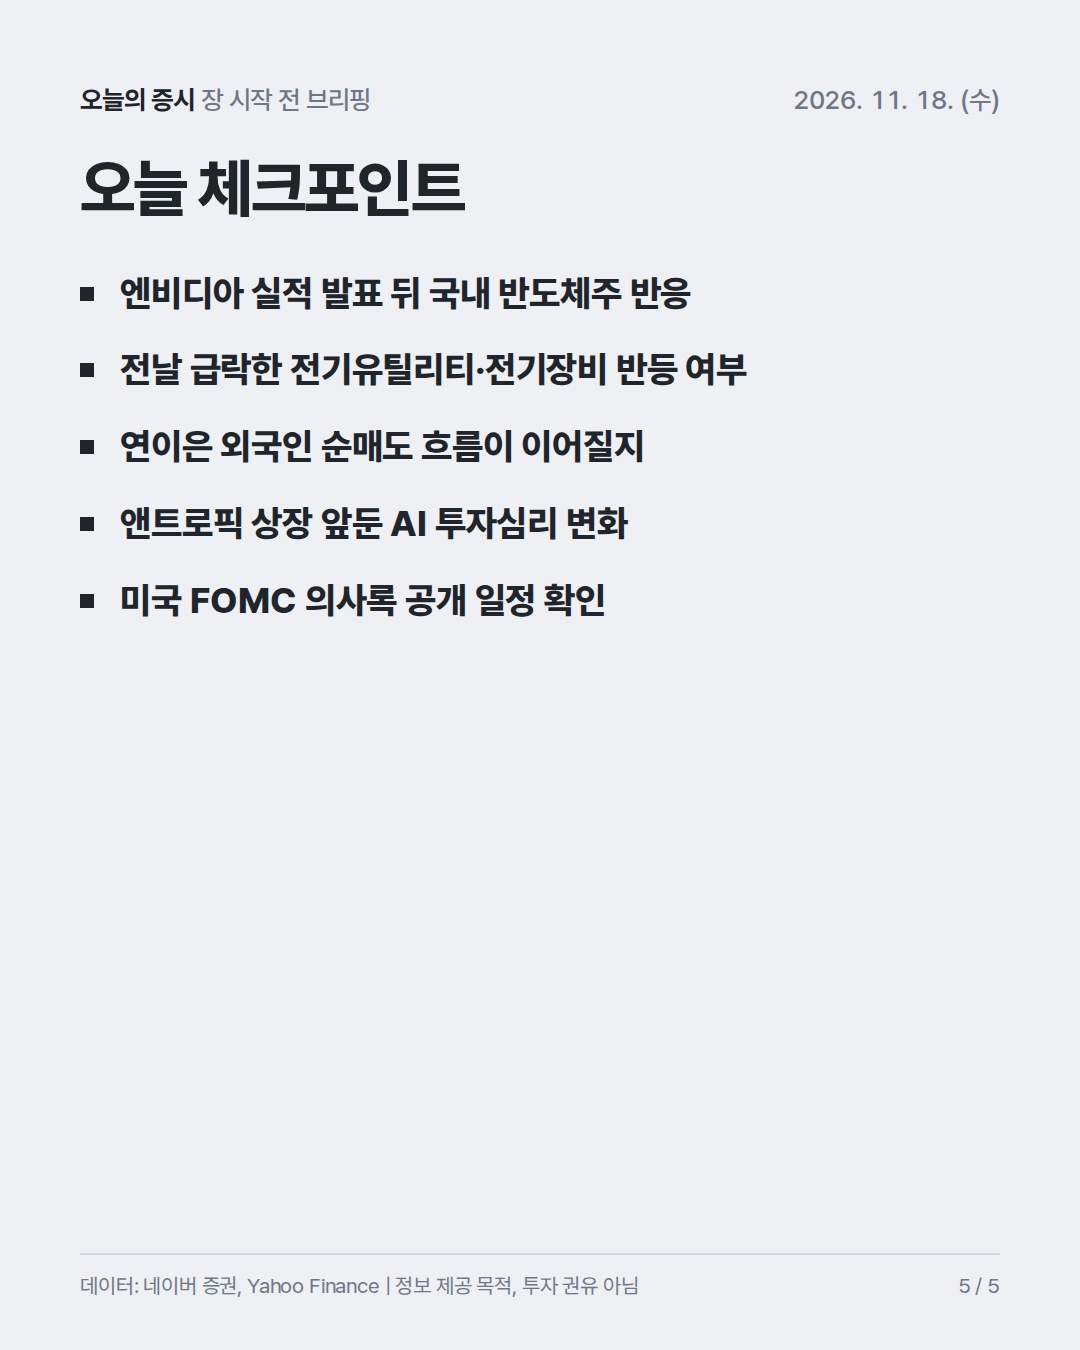 오늘의 증시 장 시작 전 브리핑 2026. 11. 18. (수)
오늘 체크포인트
■ 엔비디아 실적 발표 뒤 국내 반도체주 반응
■ 전날 급락한 전기유틸리티·전기장비 반등 여부
■ 연이은 외국인 순매도 흐름이 이어질지
■ 앤트로픽 상장 앞둔 AI 투자심리 변화
■ 미국 FOMC 의사록 공개 일정 확인
데이터: 네이버 증권, Yahoo Finance | 정보 제공 목적, 투자 권유 아님 5 / 5